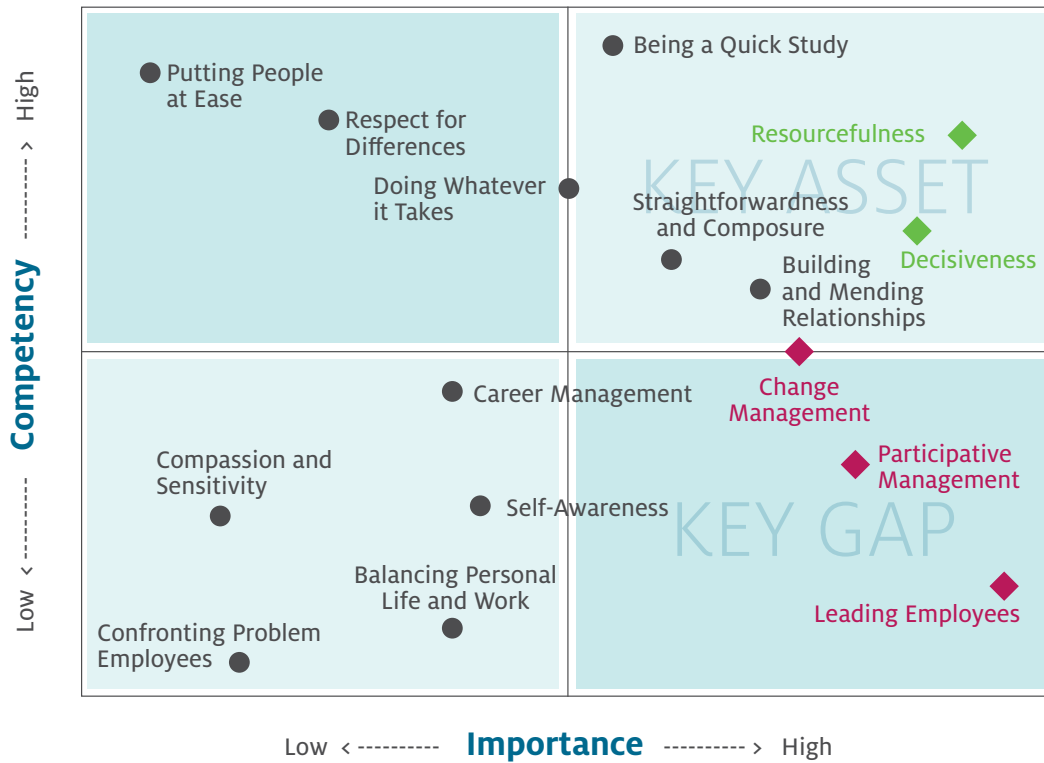 Being a Quick Study
Putting People
at Ease
Respect for
Differences
Resourcefulness
KEY ASSET
Doing Whatever
it Takes
Straightforwardness
and Composure
Decisiveness
Building
and Mending
Relationships
Change
Management
Career Management
Participative
Management
Compassion and
Sensitivity
Self-Awareness
KEY GAP
Balancing Personal
Life and Work
Leading Employees
Confronting Problem
Employees
Low <--------- Competency ---------> High
Low <--------- Importance ---------> High